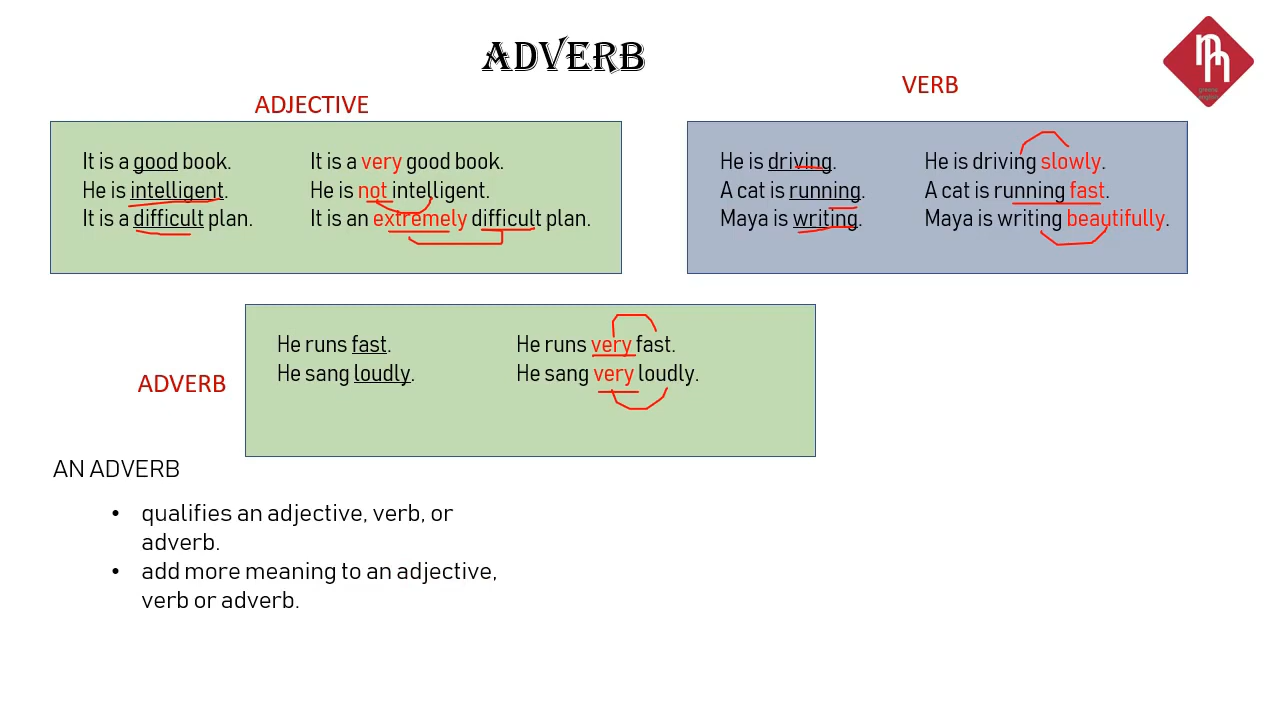 ADVERB
ADJECTIVE
It is a good book.
He is intelligent.
It is a difficult plan.
It is a very good book.
He is not intelligent.
It is an extremely difficult plan.
VERB
He is driving.
A cat is running.
Maya is writing.
He is driving slowly.
A cat is running fast.
Maya is writing beautifully.
ADVERB
He runs fast.
He sang loudly.
He runs very fast.
He sang very loudly.
AN ADVERB
• qualifies an adjective, verb, or
adverb.
• add more meaning to an adjective,
verb or adverb.